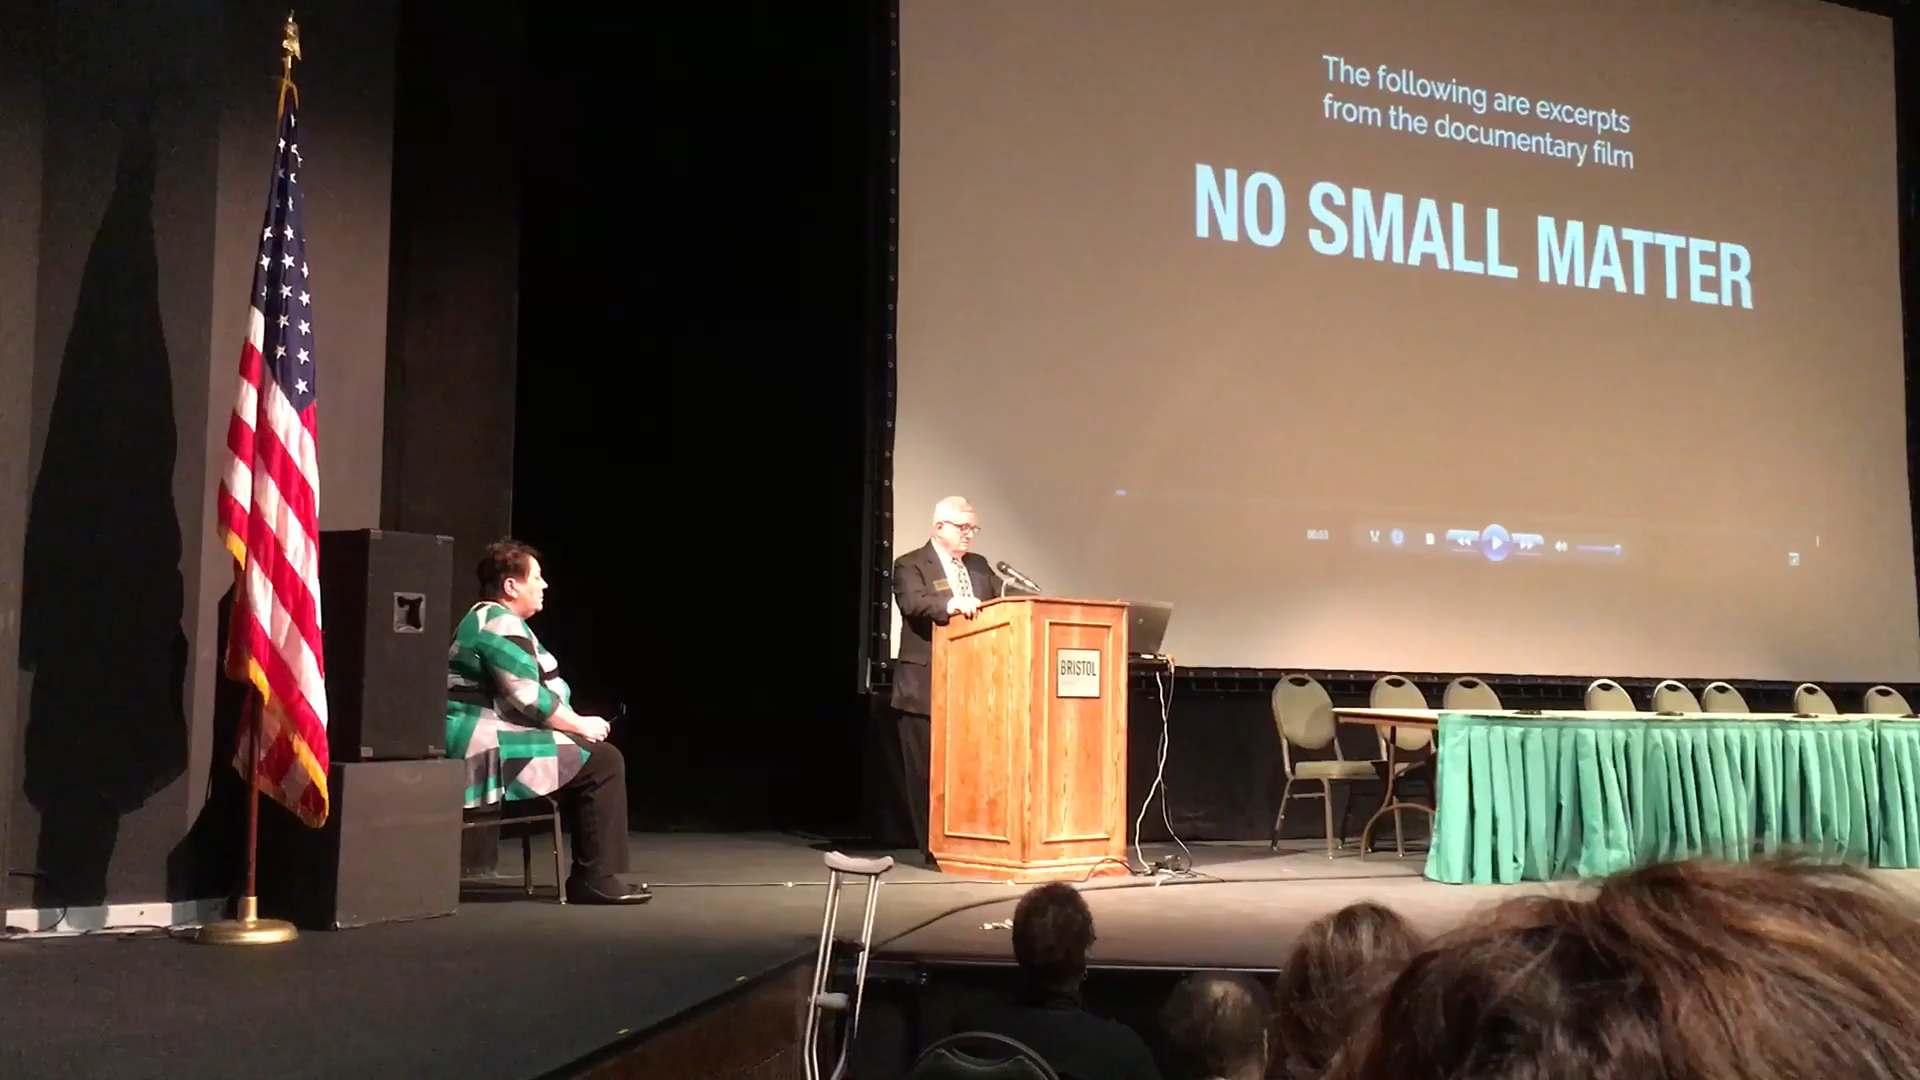 The following are excerpts
from the documentary film
NO SMALL MATTER
BRISTOL